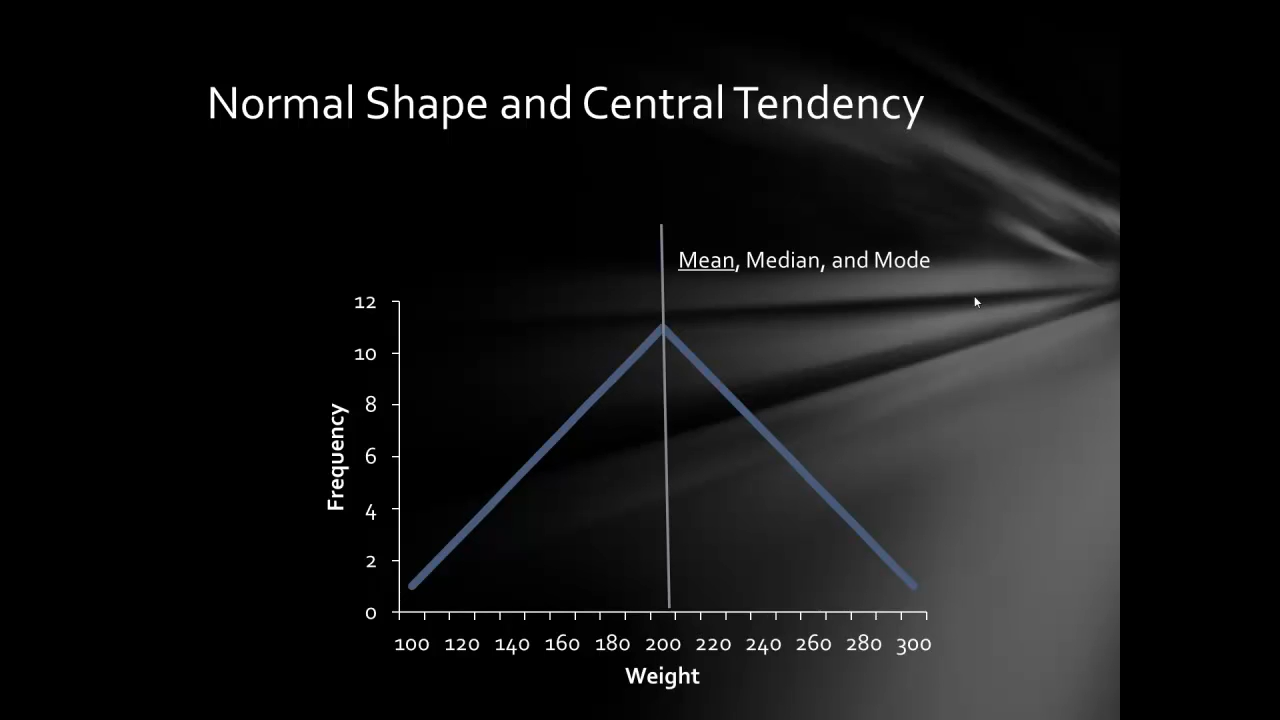 Normal Shape and Central Tendency
Mean, Median, and Mode
12
10
8
6
4
2
0
Frequency
100 120 140 160 180 200 220 240 260 280 300
Weight